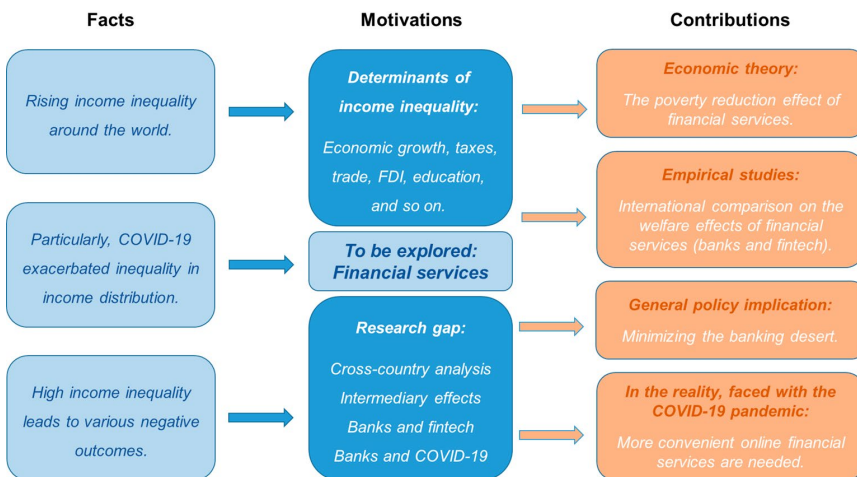 Facts
Motivations
Contributions
Rising income inequality
around the world.
Particularly, COVID-19
exacerbated inequality in
income distribution.
High income inequality
leads to various negative
outcomes.
Determinants of
income inequality:
Economic growth, taxes,
trade, FDI, education,
and so on.
To be explored:
Financial services
Research gap:
Cross-country analysis
Intermediary effects
Banks and fintech
Banks and COVID-19
Economic theory:
The poverty reduction effect of
financial services.
Empirical studies:
International comparison on the
welfare effects of financial
services (banks and fintech).
General policy implication:
Minimizing the banking desert.
In the reality, faced with the
COVID-19 pandemic:
More convenient online financial
services are needed.